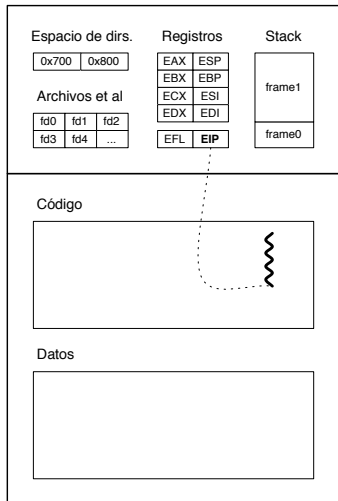 Espacio de dirs.
0x700 0x800
Archivos et al
fd0 fd1 fd2
fd3 fd4 ...
Registros
EAX ESP
EBX EBP
ECX ESI
EDX EDI
EFL EIP
Stack
frame1
frame0
Código
Datos